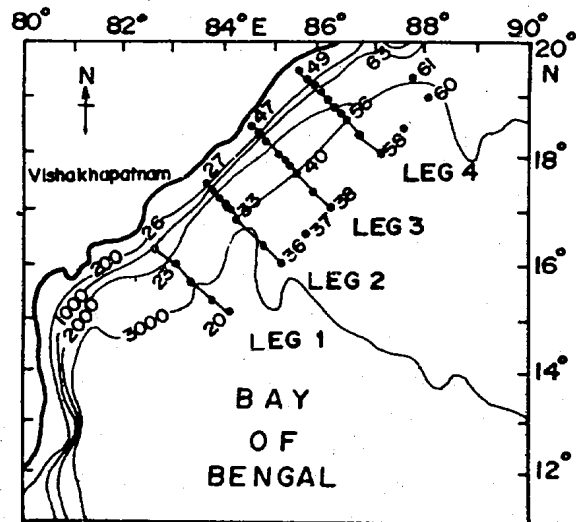 80° 82° 84° E 86° 88° 90°
20°
N
N
49 63 61
60
47
56
18°
58
LEG 4
27
40
Vishakhapatnam
38
LEG 3
33
37
26
36
16°
200
23
LEG 2
1000
2000
3000
20
LEG 1
14°
BAY
OF
BENGAL
12°